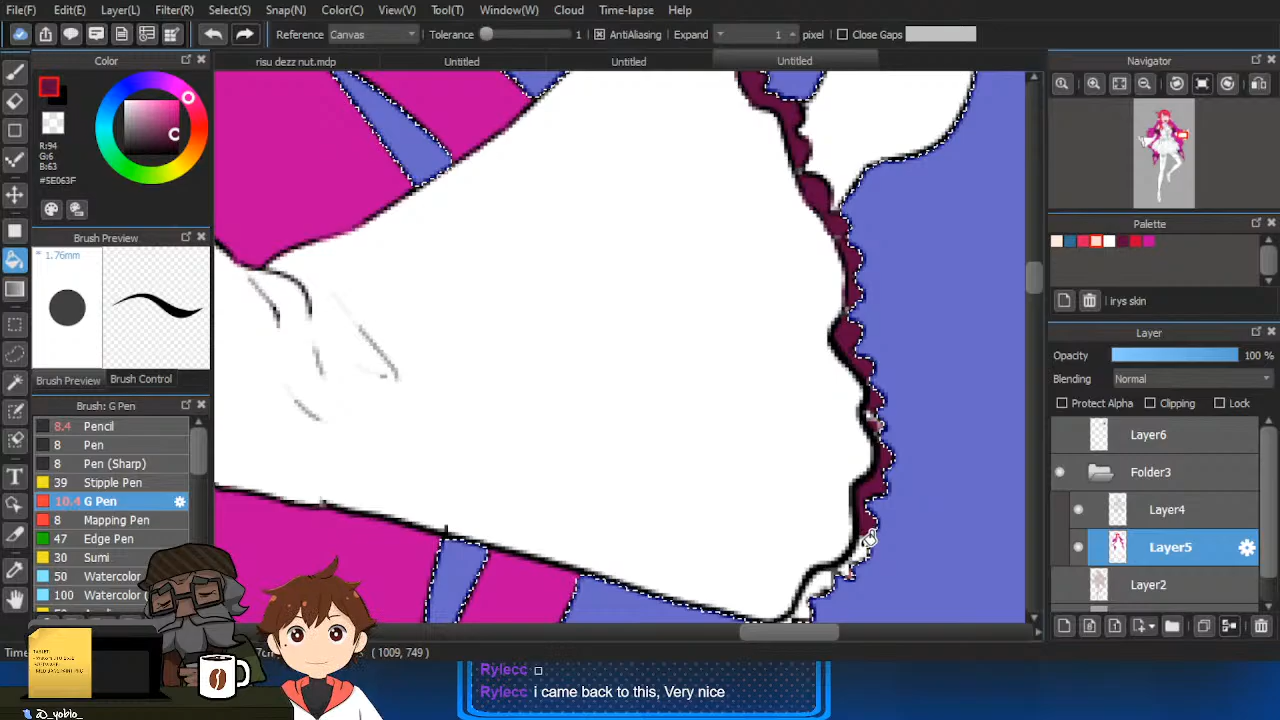 File(F) Edit(E) Layer(L) Filter(R) Select(S) Snap(N) Color(C) View(V) Tool(T) Window(W) Cloud Time-lapse Help
Reference Canvas Tolerance 1 AntiAliasing Expand 1 pixel Close Gaps
Color
R:94
G:6
B:63
#5E063F
Brush Preview
1.76mm
Brush Preview Brush Control
Brush: G Pen
8.4 Pencil
8 Pen
8 Pen (Sharp)
39 Stipple Pen
10.4 G Pen
8 Mapping Pen
47 Edge Pen
30 Sumi
50 Watercolor
100 Watercolor
risu dezz nut.mdp Untitled Untitled Untitled
Navigator
Palette
irys skin
Layer
Opacity 100 %
Blending Normal
Protect Alpha Clipping Lock
Layer6
Folder3
Layer4
Layer5
Layer2
Time
( 1009, 749 )
TABLET:
Rylecc □
Rylecc i came back to this, Very nice